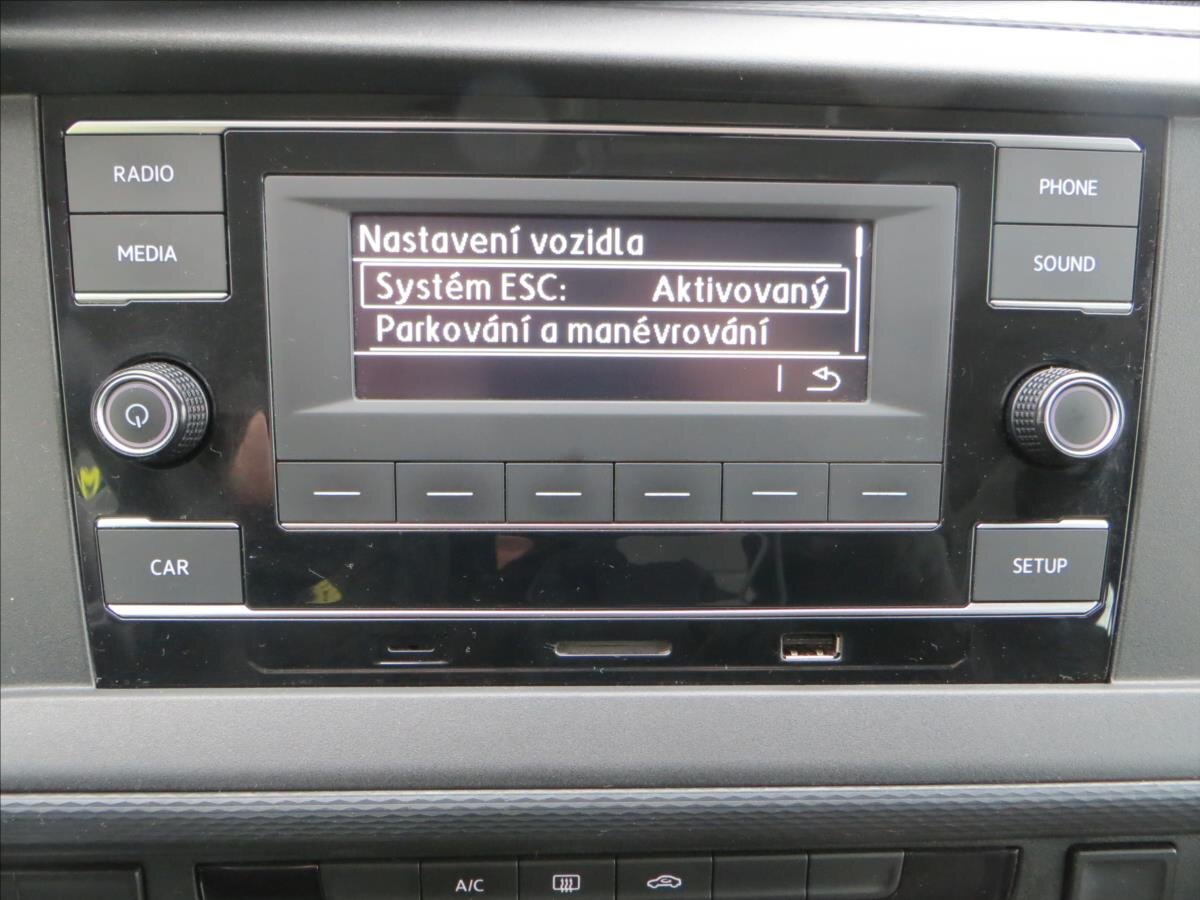 RADIO
MEDIA
PHONE
SOUND
Nastavení vozidla
Systém ESC: Aktivovaný
Parkování a manévrování
CAR
SETUP
A/C